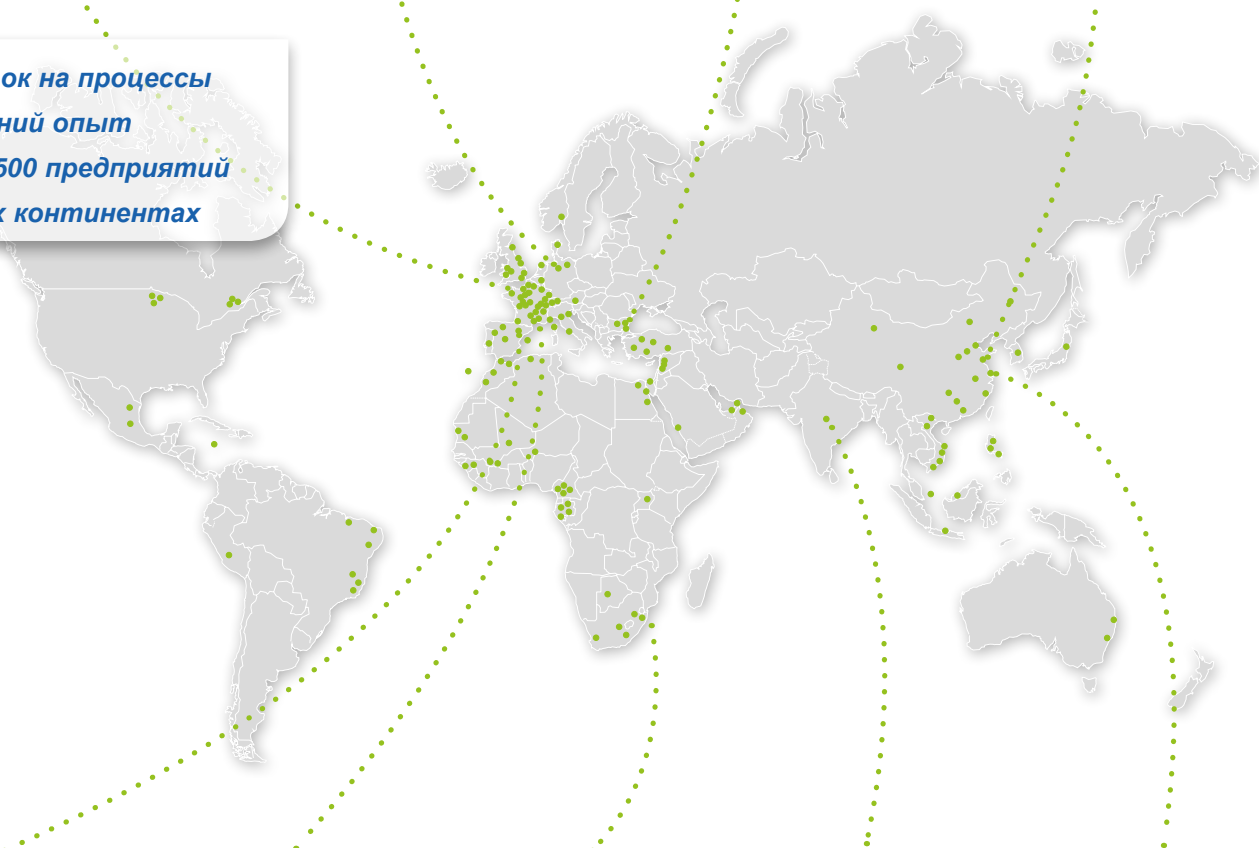 ок на процессы
ний опыт
500 предприятий
х континентах